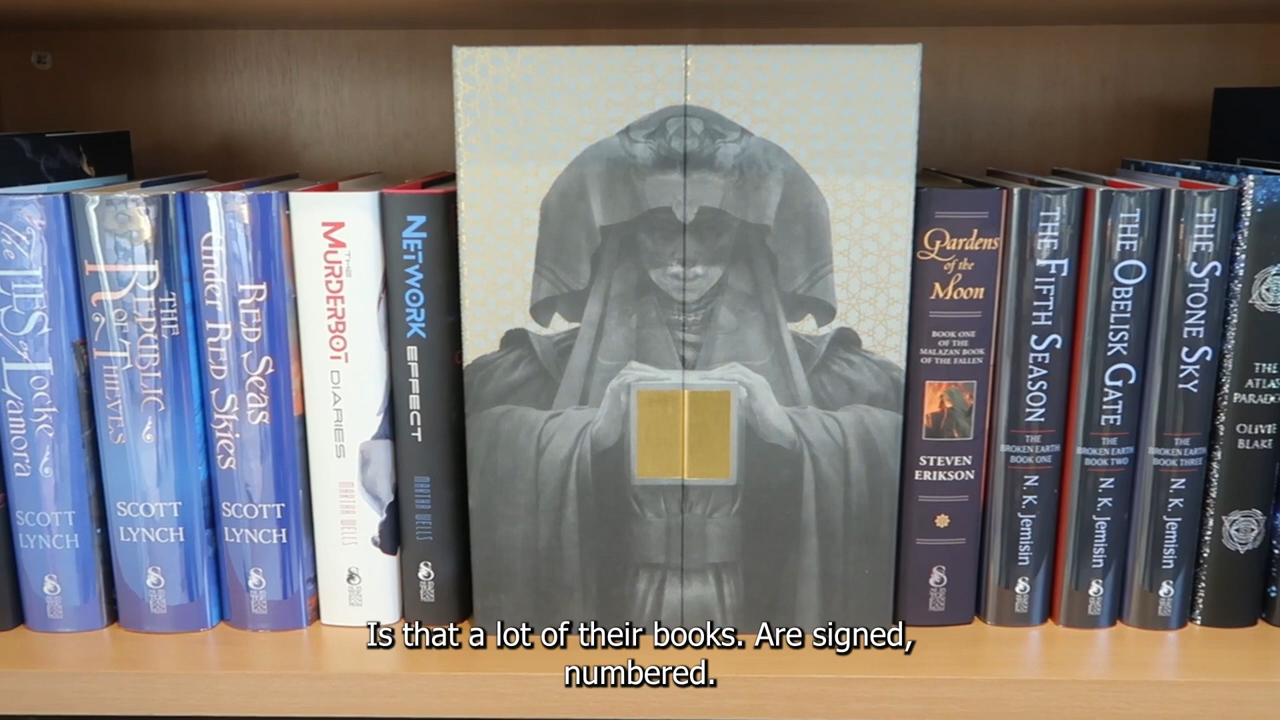 The LIES of Locke Lamora
SCOTT
LYNCH
THE
REPUBLIC
OF THIEVES
SCOTT
LYNCH
RED SEAS
under RED SKIES
SCOTT
LYNCH
THE
MURDERBOT
DIARIES
MARTHA WELLS
NETWORK
EFFECT
MARTHA WELLS
Gardens
of the
Moon
BOOK ONE
OF THE
MALAZAN BOOK
OF THE FALLEN
STEVEN
ERIKSON
THE FIFTH SEASON
THE
BROKEN EARTH
BOOK ONE
N. K. Jemisin
THE OBELISK GATE
THE
BROKEN EARTH
BOOK TWO
N. K. Jemisin
THE STONE SKY
THE
BROKEN EARTH
BOOK THREE
N. K. Jemisin
THE
ATLAS
PARADOX
OLIVIE
BLAKE
Is that a lot of their books. Are signed,
numbered.